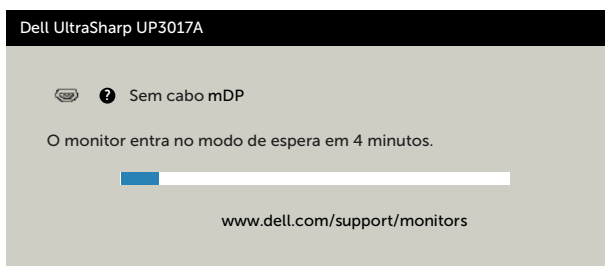 Dell UltraSharp UP3017A
? Sem cabo mDP
O monitor entra no modo de espera em 4 minutos.
www.dell.com/support/monitors